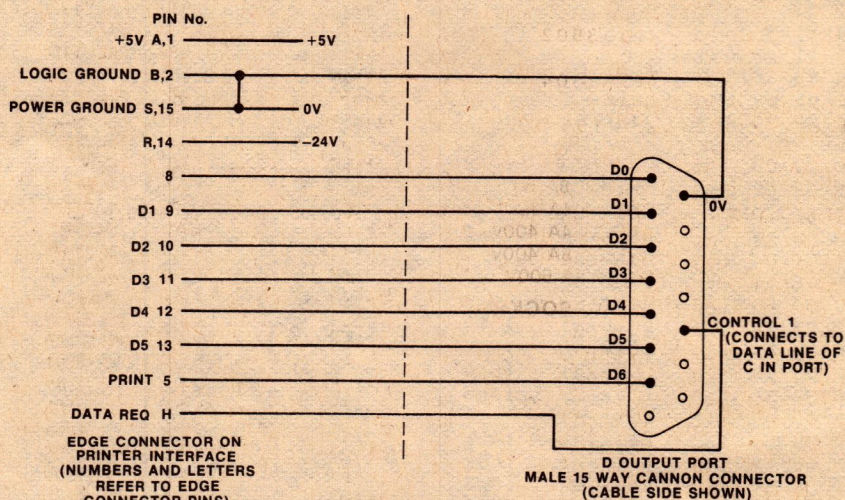 PIN No.
+5V A,1 +5V
LOGIC GROUND B,2
POWER GROUND S,15 0V
R,14 -24V
8 D0
0V
D1 9 D1
D2 10 D2
D3 11 D3
D4 12 D4
CONTROL 1
(CONNECTS TO
DATA LINE OF
C IN PORT)
D5 13 D5
PRINT 5 D6
DATA REQ H
EDGE CONNECTOR ON
PRINTER INTERFACE
(NUMBERS AND LETTERS
REFER TO EDGE
CONNECTOR PINS)
D OUTPUT PORT
MALE 15 WAY CANNON CONNECTOR
(CABLE SIDE SHOWN)